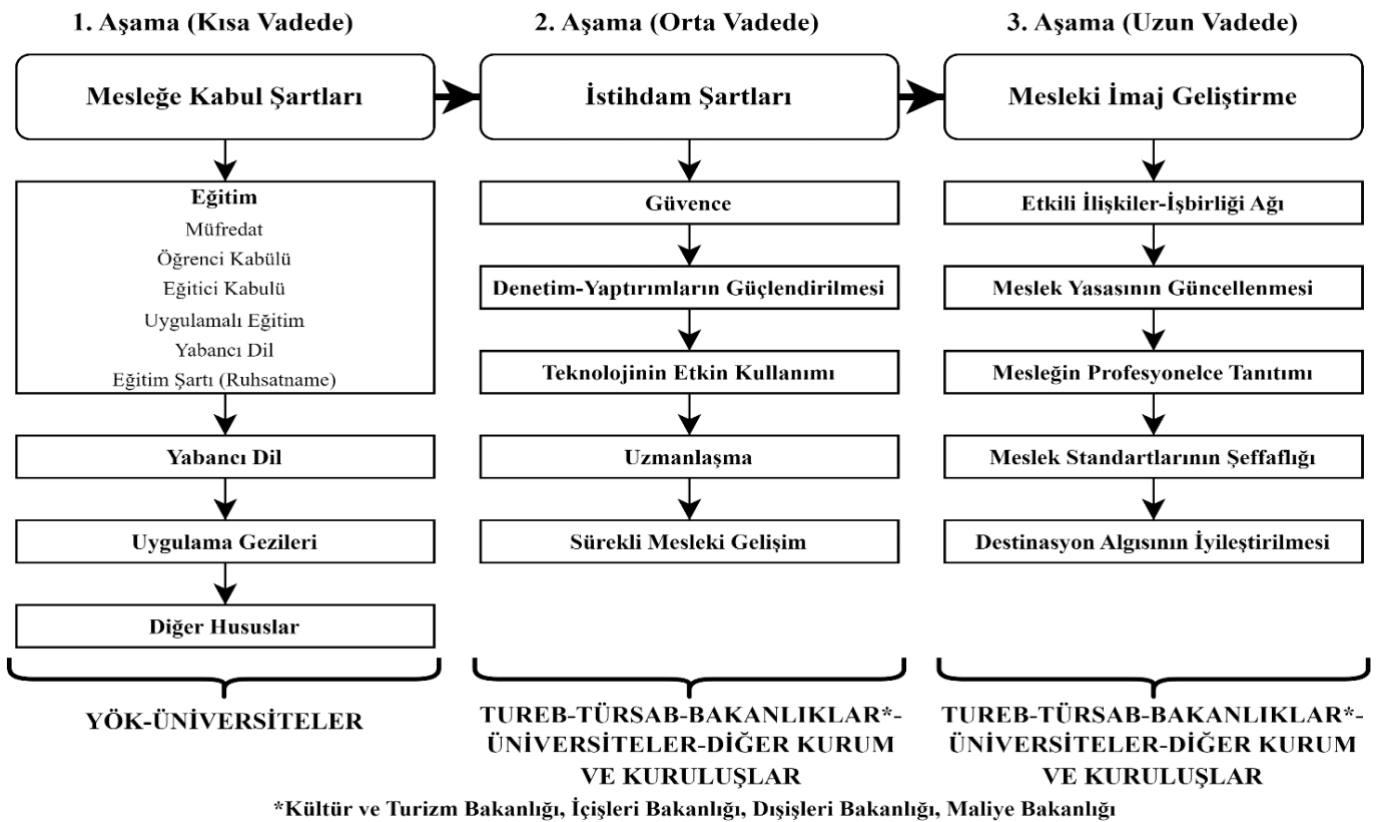 1. Aşama (Kısa Vadede)
Mesleğe Kabul Şartları
Eğitim
Müfredat
Öğrenci Kabülü
Eğitici Kabulü
Uygulamalı Eğitim
Yabancı Dil
Eğitim Şartı (Ruhsatname)
Yabancı Dil
Uygulama Gezileri
Diğer Hususlar
YÖK-ÜNİVERSİTELER
2. Aşama (Orta Vadede)
İstihdam Şartları
Güvence
Denetim-Yaptırımların Güçlendirilmesi
Teknolojinin Etkin Kullanımı
Uzmanlaşma
Sürekli Mesleki Gelişim
TUREB-TÜRSAB-BAKANLIKLAR*-
ÜNİVERSİTELER-DİĞER KURUM
VE KURULUŞLAR
3. Aşama (Uzun Vadede)
Mesleki İmaj Geliştirme
Etkili İlişkiler-İşbirliği Ağı
Meslek Yasasının Güncellenmesi
Mesleğin Profesyonelce Tanıtımı
Meslek Standartlarının Şeffaflığı
Destinasyon Algısının İyileştirilmesi
TUREB-TÜRSAB-BAKANLIKLAR*-
ÜNİVERSİTELER-DİĞER KURUM
VE KURULUŞLAR
*Kültür ve Turizm Bakanlığı, İçişleri Bakanlığı, Dışişleri Bakanlığı, Maliye Bakanlığı